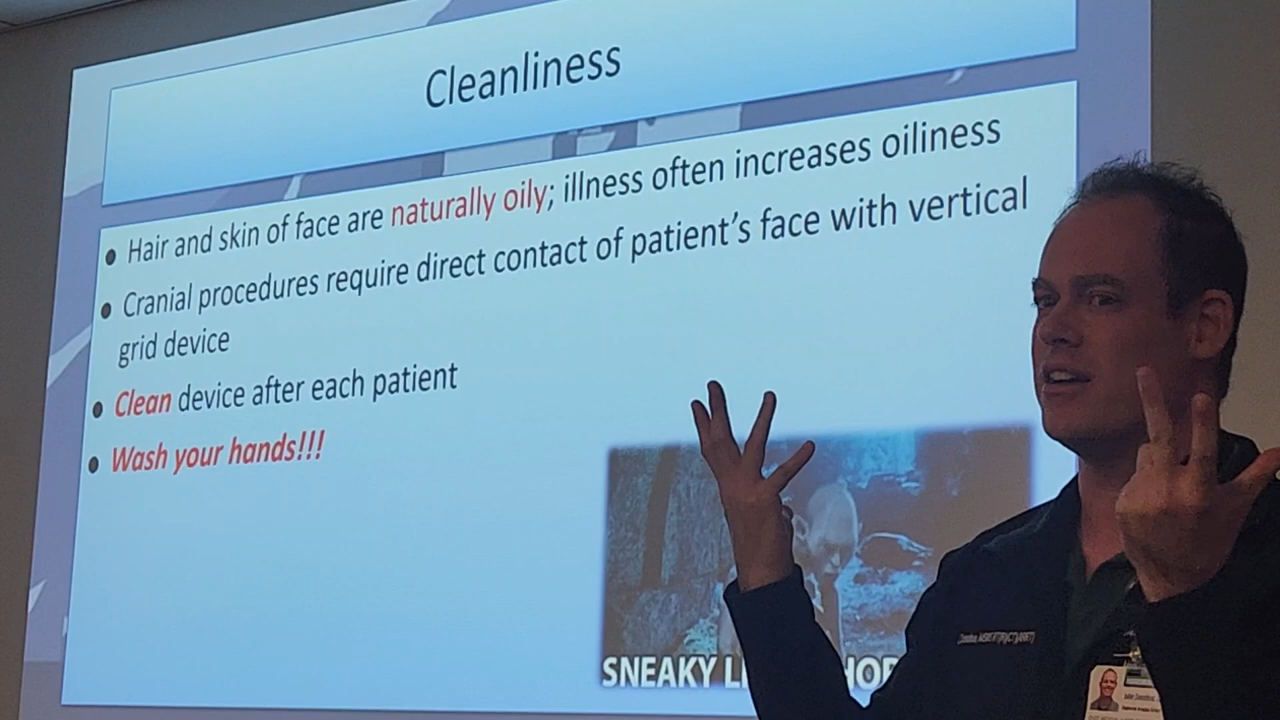 Cleanliness
Hair and skin of face are naturally oily; illness often increases oiliness
Cranial procedures require direct contact of patient's face with vertical
grid device
Clean device after each patient
Wash your hands!!!
SNEAKY